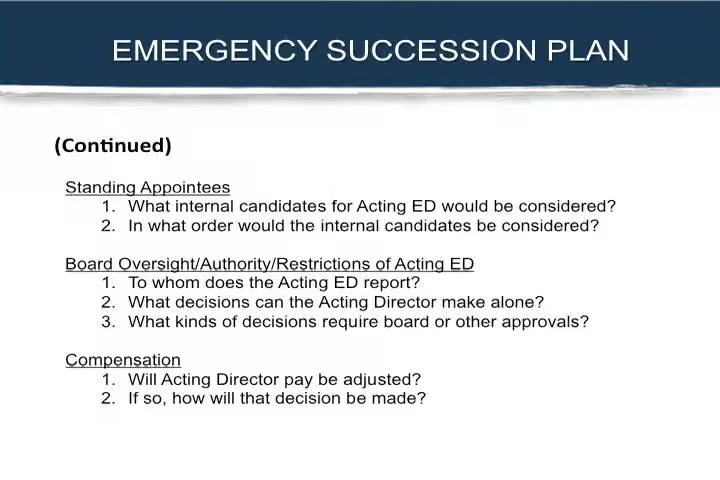 EMERGENCY SUCCESSION PLAN
(Continued)
Standing Appointees
1. What internal candidates for Acting ED would be considered?
2. In what order would the internal candidates be considered?
Board Oversight/Authority/Restrictions of Acting ED
1. To whom does the Acting ED report?
2. What decisions can the Acting Director make alone?
3. What kinds of decisions require board or other approvals?
Compensation
1. Will Acting Director pay be adjusted?
2. If so, how will that decision be made?